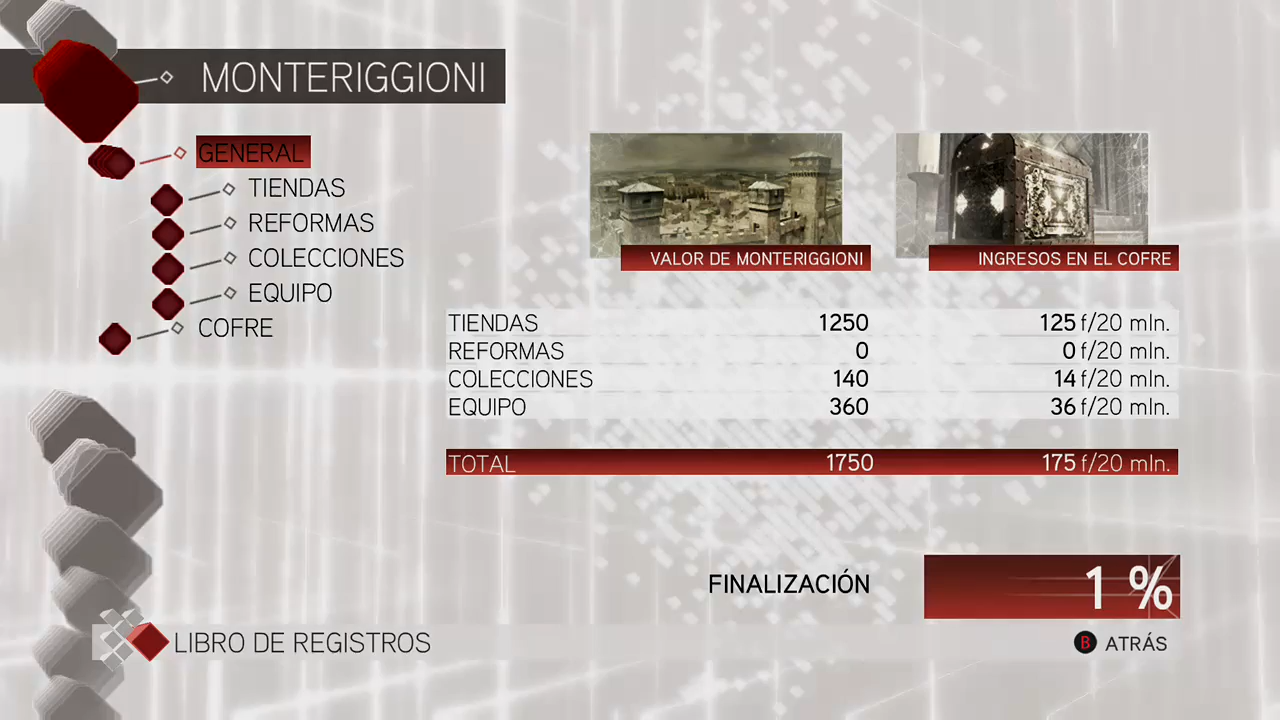 MONTERIGGIONI
GENERAL
TIENDAS
REFORMAS
COLECCIONES
EQUIPO
COFRE
VALOR DE MONTERIGGIONI
INGRESOS EN EL COFRE
TIENDAS 1250 125 f/20 mln.
REFORMAS 0 0 f/20 mln.
COLECCIONES 140 14 f/20 mln.
EQUIPO 360 36 f/20 mln.
TOTAL 1750 175 f/20 mln.
FINALIZACIÓN 1 %
LIBRO DE REGISTROS
B ATRÁS